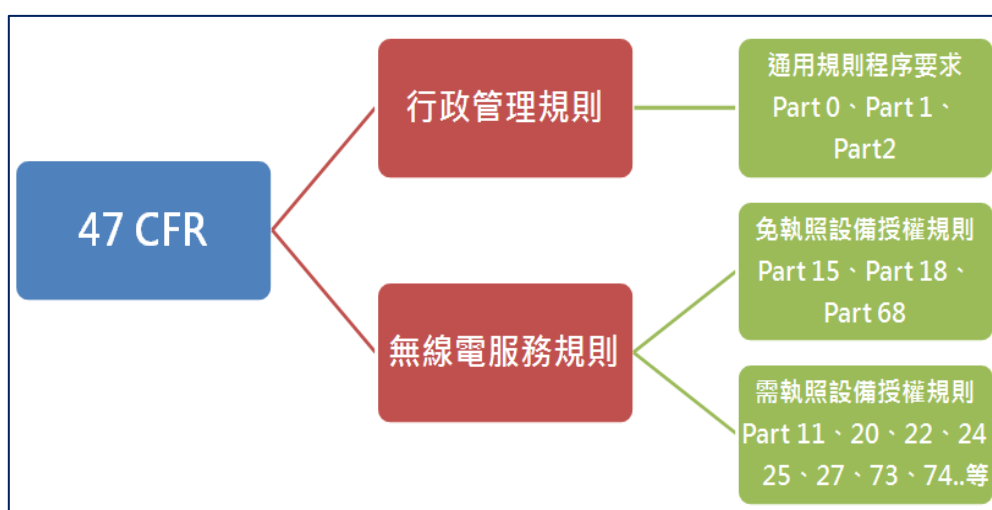 47 CFR
行政管理規則
通用規則程序要求
Part 0、Part 1、
Part2
無線電服務規則
免執照設備授權規則
Part 15、Part 18、
Part 68
需執照設備授權規則
Part 11、20、22、24
25、27、73、74..等